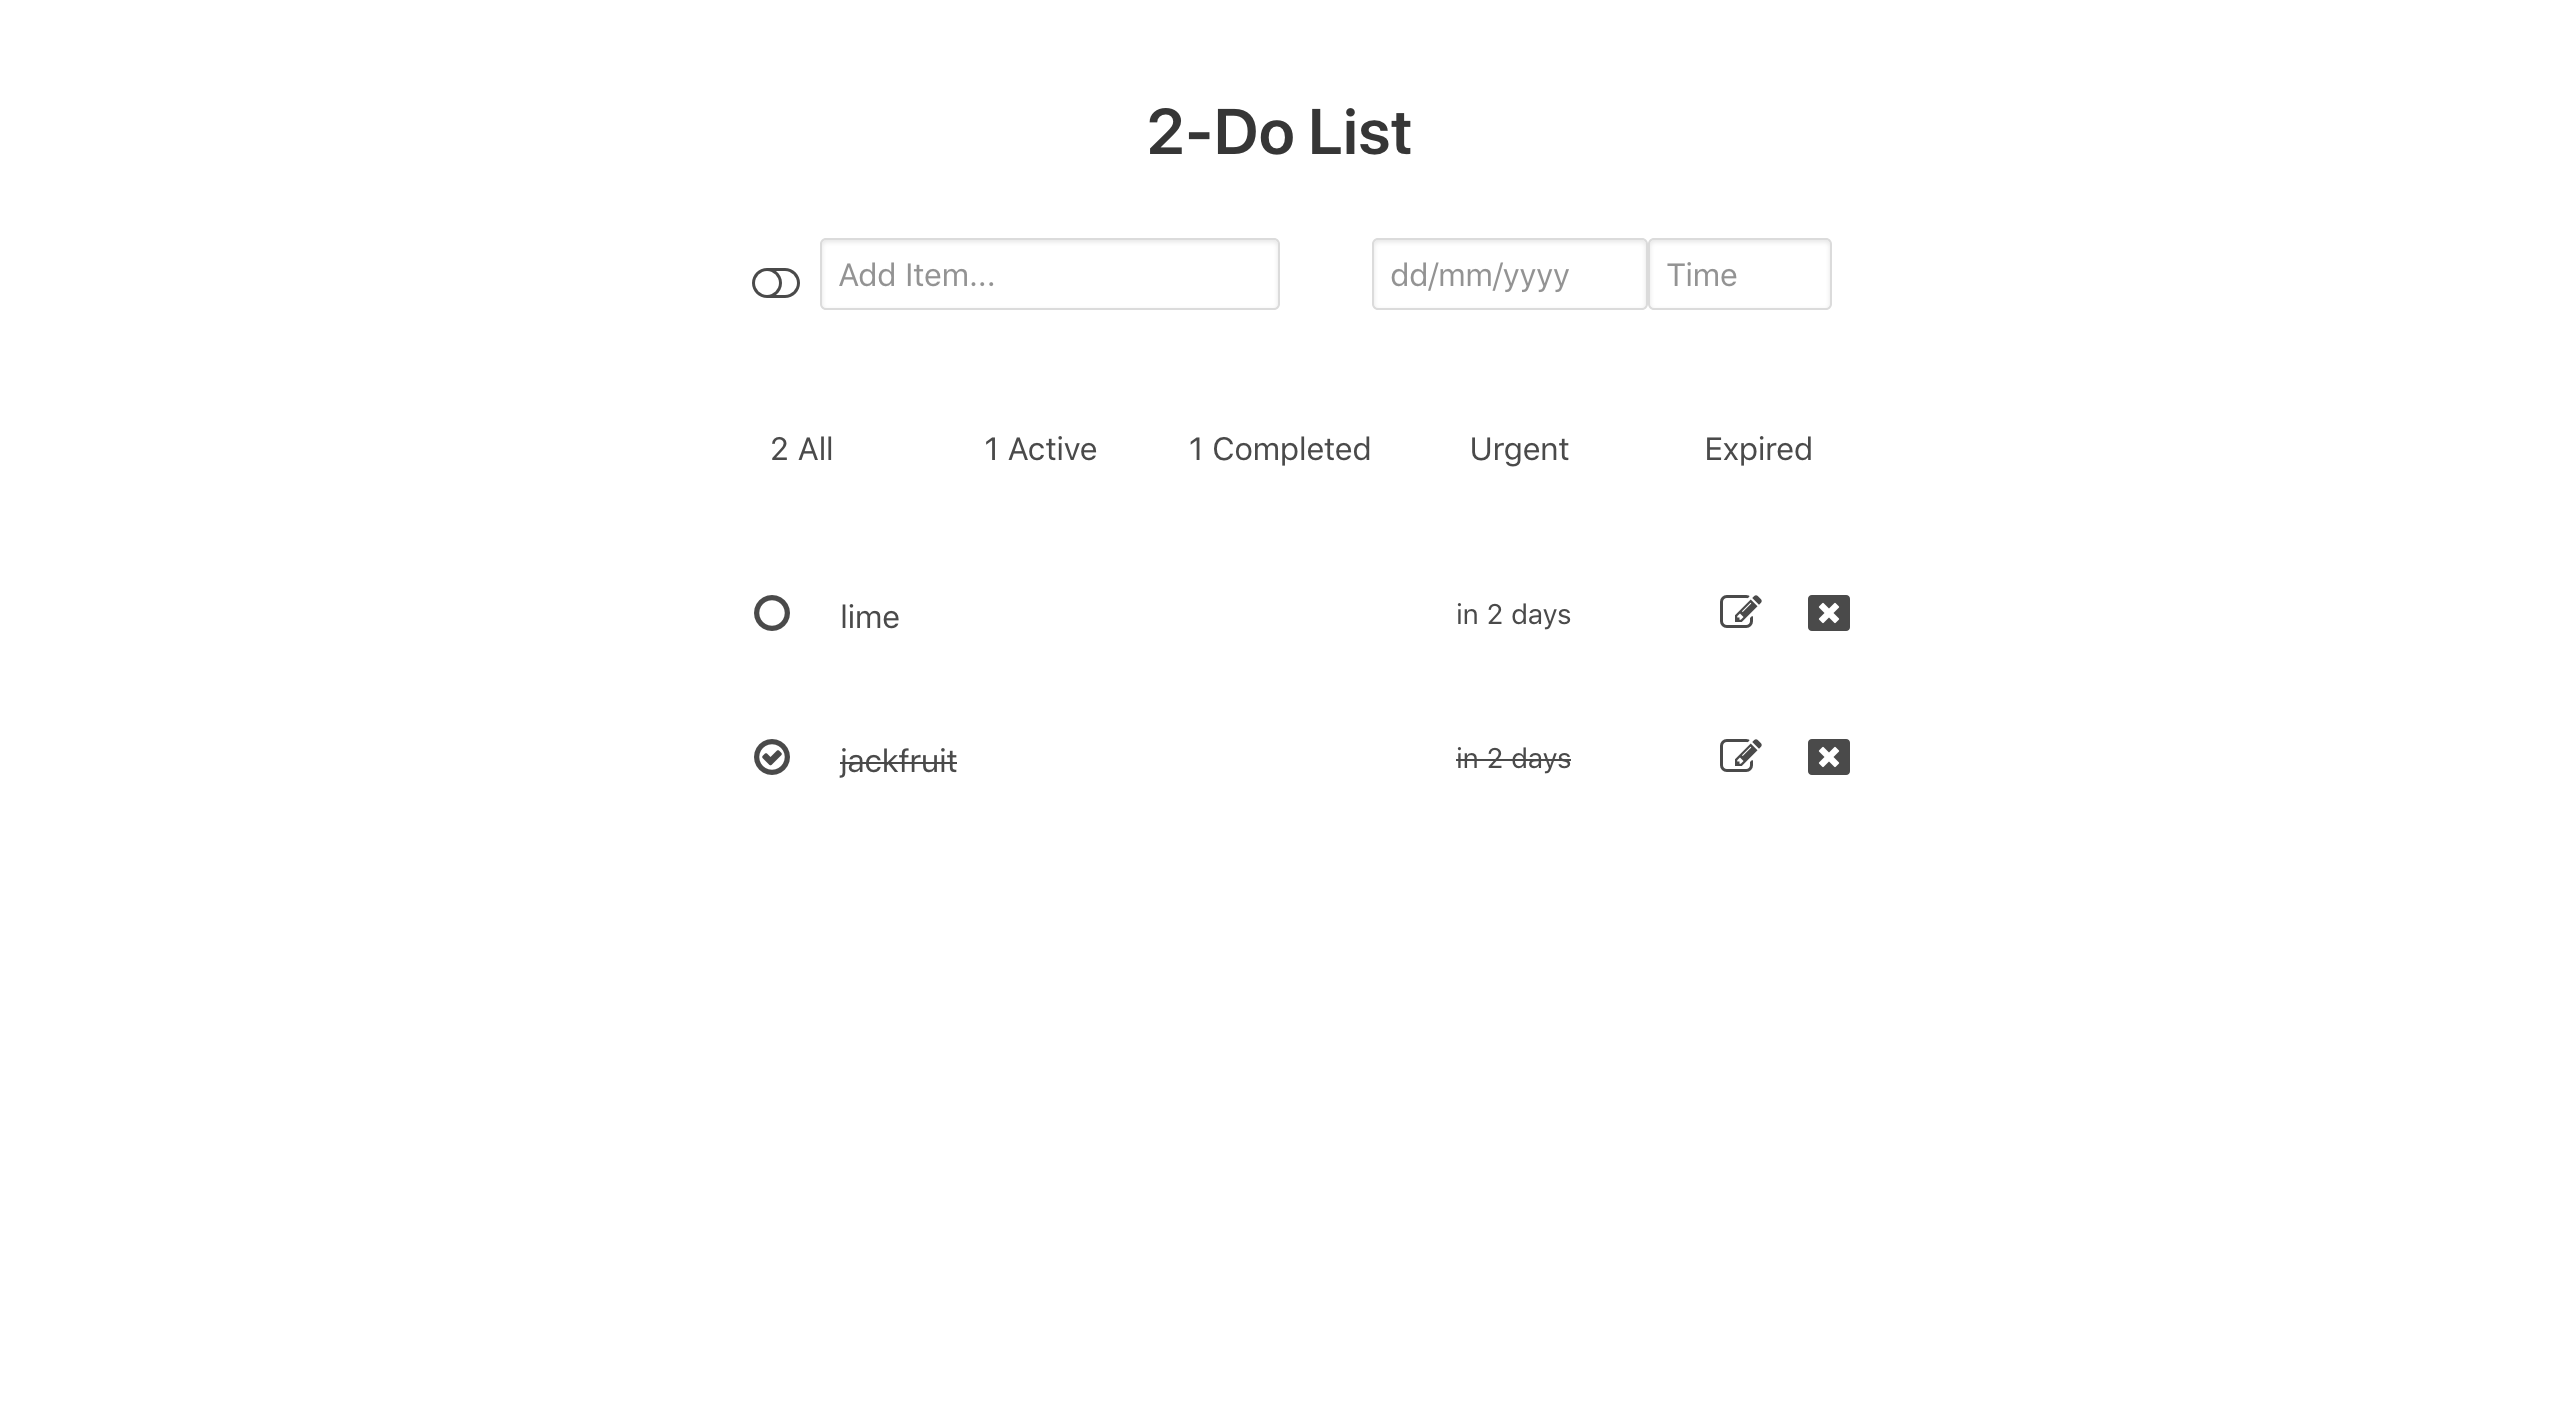 2-Do List
Add Item...
dd/mm/yyyy
Time
2 All
1 Active
1 Completed
Urgent
Expired
lime
in 2 days
jackfruit
in 2 days